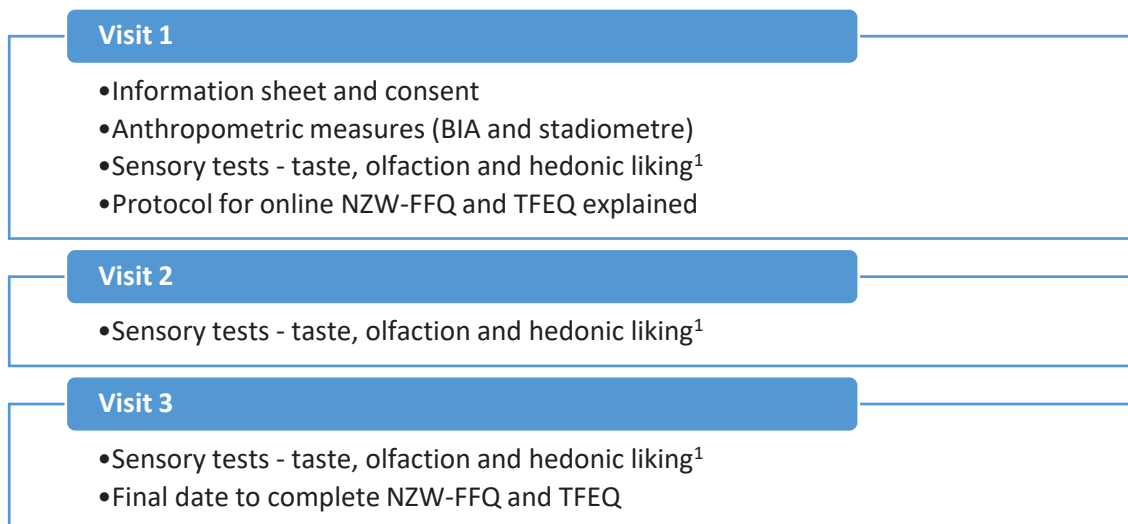 Visit 1
•Information sheet and consent
•Anthropometric measures (BIA and stadiometre)
•Sensory tests - taste, olfaction and hedonic liking¹
•Protocol for online NZW-FFQ and TFEQ explained
Visit 2
•Sensory tests - taste, olfaction and hedonic liking¹
Visit 3
•Sensory tests - taste, olfaction and hedonic liking¹
•Final date to complete NZW-FFQ and TFEQ